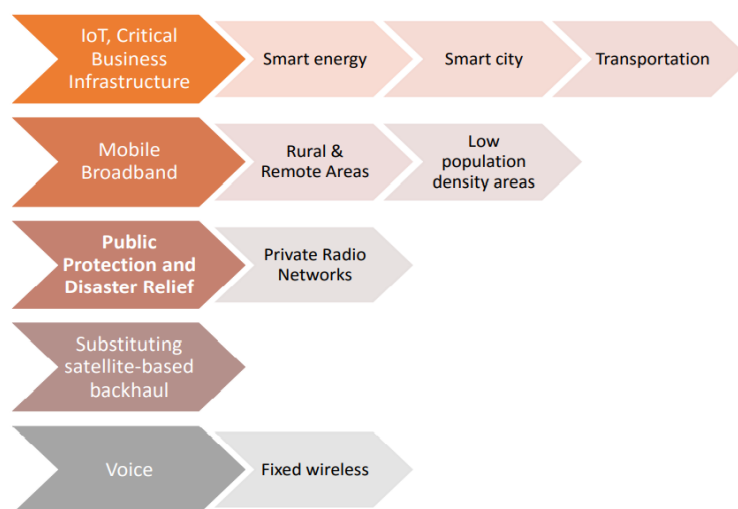 IoT, Critical
Business
Infrastructure
Smart energy
Smart city
Transportation
Mobile
Broadband
Rural &
Remote Areas
Low
population
density areas
Public
Protection and
Disaster Relief
Private Radio
Networks
Substituting
satellite-based
backhaul
Voice
Fixed wireless